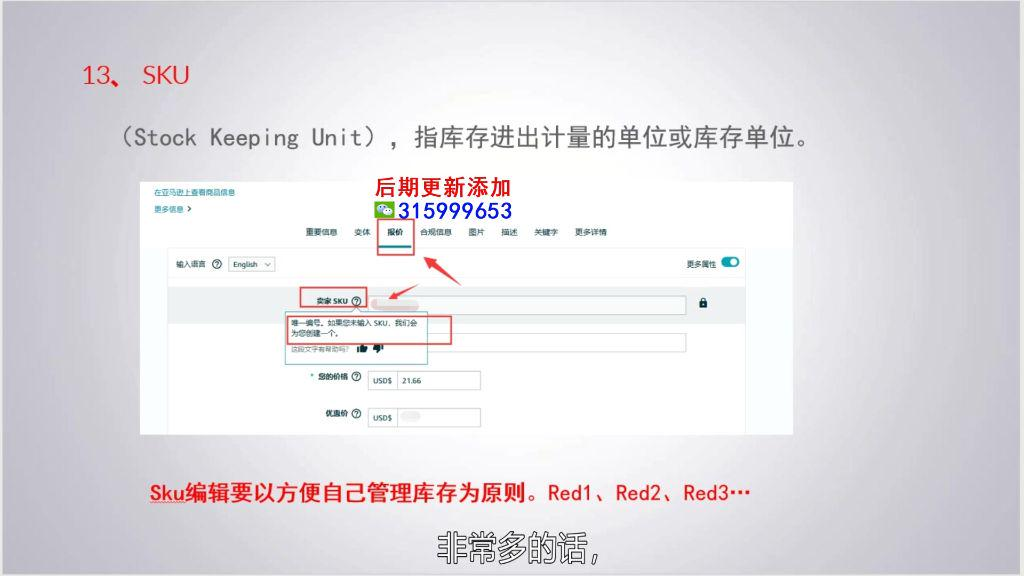 13、 SKU
（Stock Keeping Unit），指库存进出计量的单位或库存单位。
在亚马逊上查看商品信息
更多信息 >
后期更新添加
315999653
重要信息 变体 报价 合规信息 图片 描述 关键字 更多详情
输入语言 ? English
更多属性
卖家 SKU ?
唯一编号。如果您未输入 SKU，我们会
为您创建一个。
这段文字有帮助吗?
* 您的价格 ? USD$ 21.66
优惠价 ? USD$
Sku编辑要以方便自己管理库存为原则。Red1、Red2、Red3…
非常多的话，